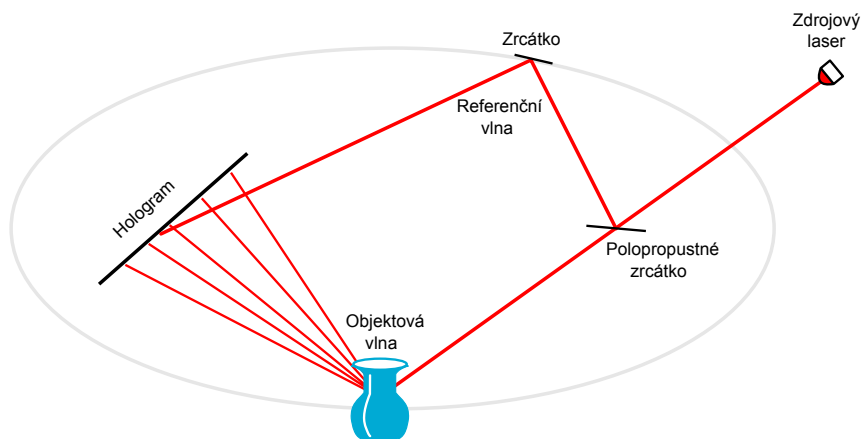 Zdrojový
laser
Zrcátko
Referenční
vlna
Hologram
Polopropustné
zrcátko
Objektová
vlna